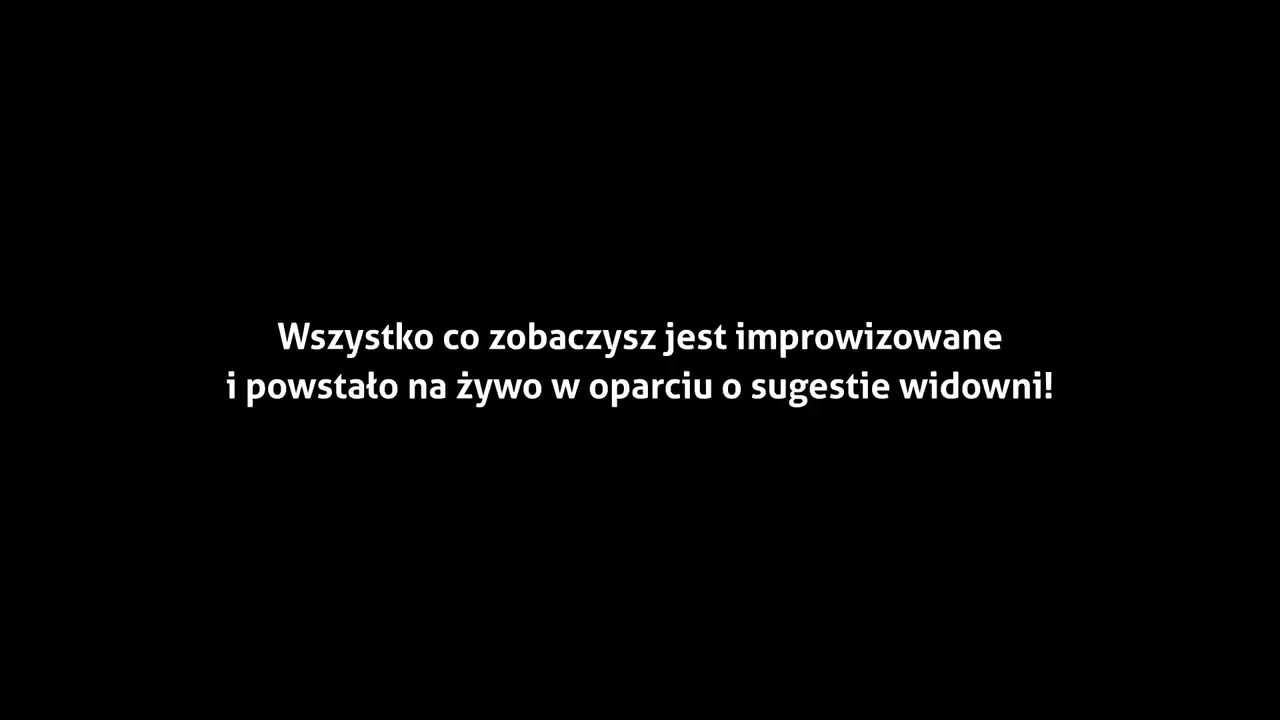 Wszystko co zobaczysz jest improwizowane
i powstało na żywo w oparciu o sugestie widowni!